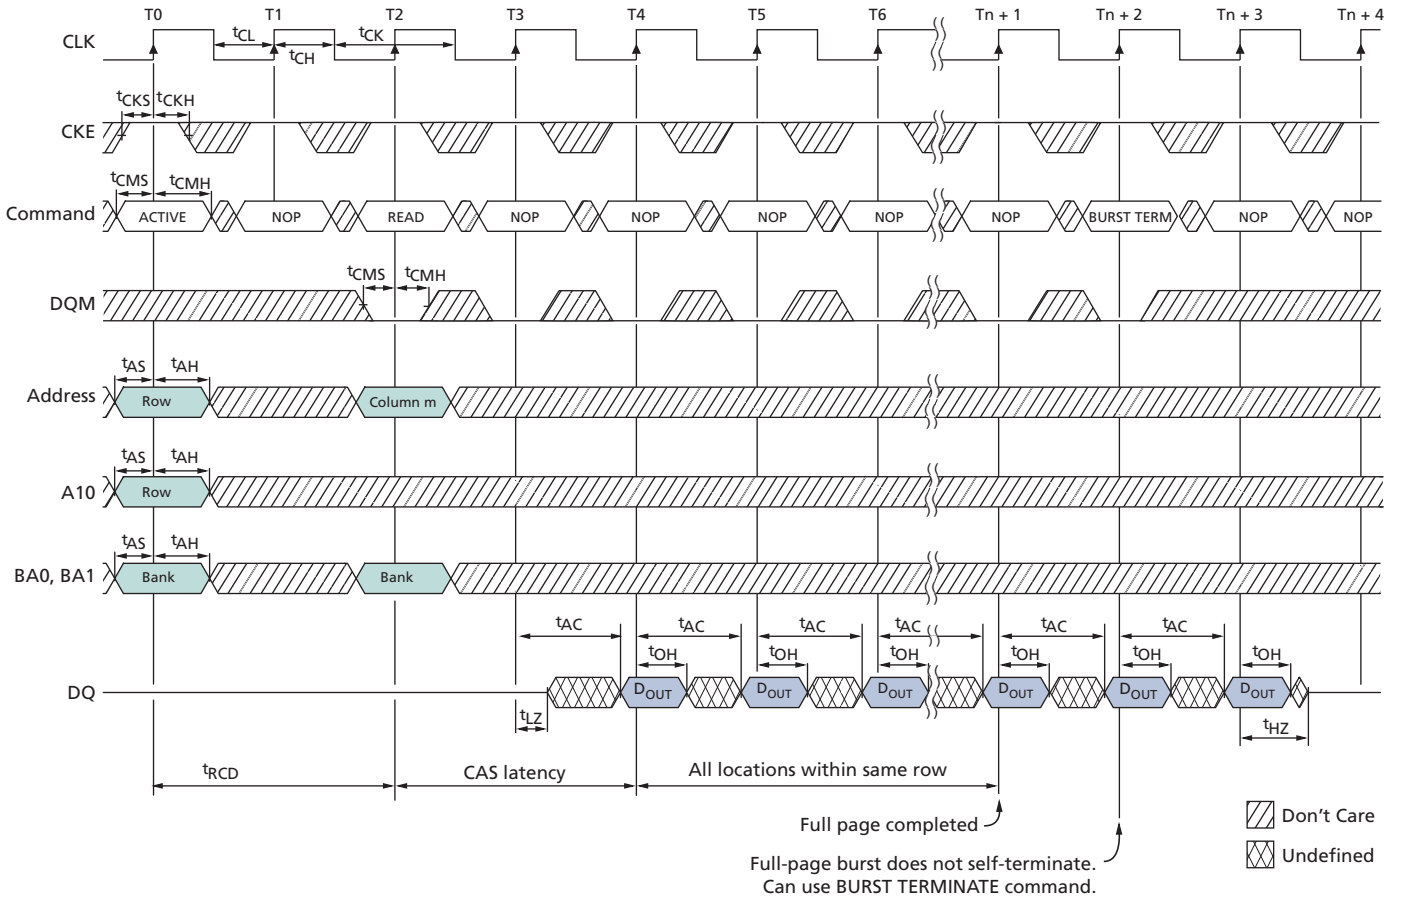 T0 T1 T2 T3 T4 T5 T6 Tn + 1 Tn + 2 Tn + 3 Tn + 4
CLK tCL tCK
tCH
tCKS tCKH
CKE
tCMS tCMH
Command ACTIVE NOP READ NOP NOP NOP NOP NOP BURST TERM NOP NOP
tCMS tCMH
DQM
tAS tAH
Address Row Column m
tAS tAH
A10 Row
tAS tAH
BA0, BA1 Bank Bank
tAC tAC tAC tAC tAC tAC
tOH tOH tOH tOH tOH tOH
DQ DOUT DOUT DOUT DOUT DOUT DOUT
tLZ tHZ
tRCD CAS latency All locations within same row
Full page completed
Don't Care
Undefined
Full-page burst does not self-terminate.
Can use BURST TERMINATE command.